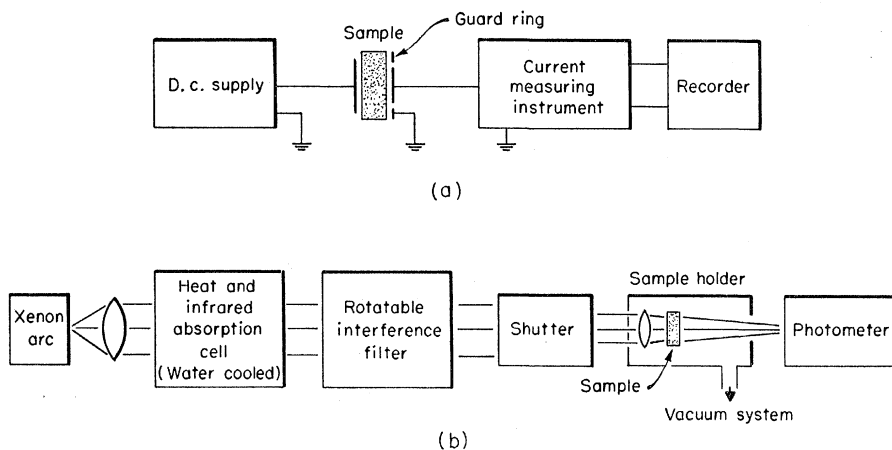 Guard ring
Sample
D.c. supply
Current
measuring
instrument
Recorder
(a)
Xenon
arc
Heat and
infrared
absorption
cell
(Water cooled)
Rotatable
interference
filter
Shutter
Sample holder
Sample
Vacuum system
Photometer
(b)